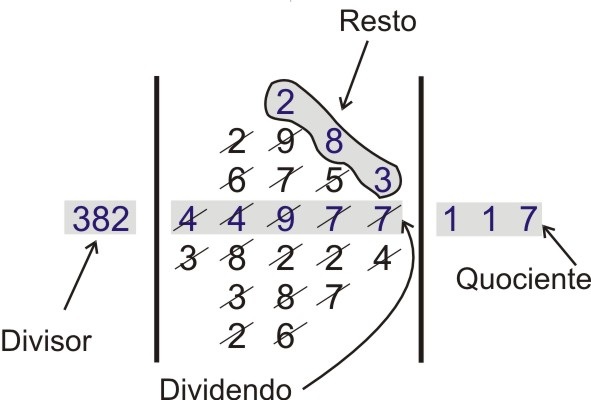 Resto
2
2 9 8
6 7 5 3
382 4 4 9 7 7 1 1 7
3 8 2 2 4
3 8 7
2 6
Quociente
Divisor
Dividendo